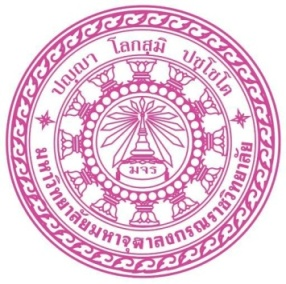 ปญฺญา โลกสฺมิ ปชฺโชโต
มจร
มหาวิทยาลัยมหาจุฬาลงกรณราชวิทยาลัย